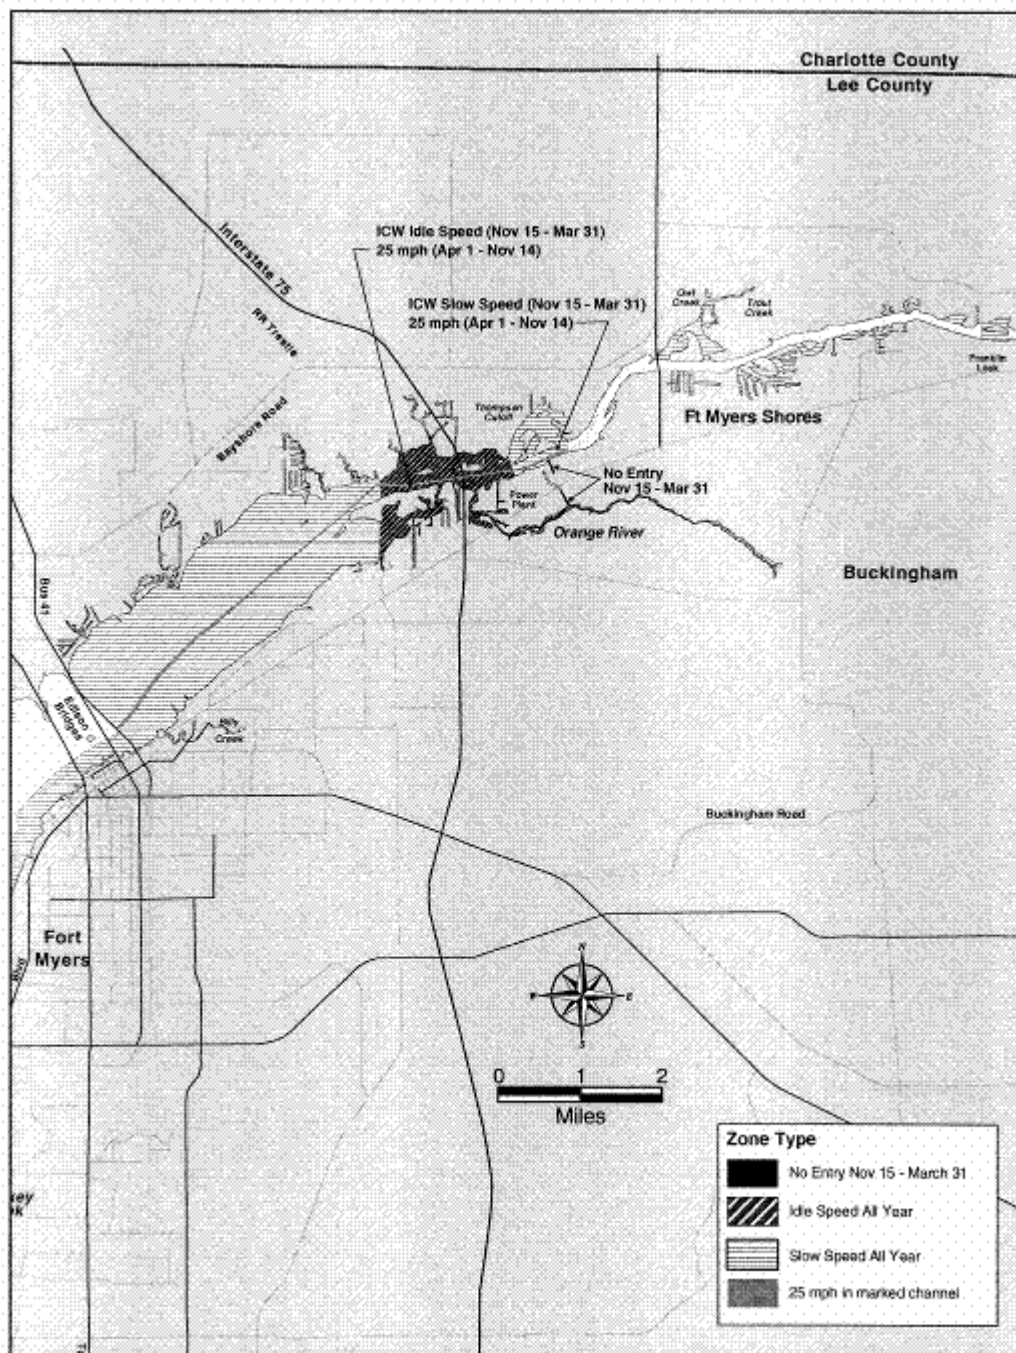 Charlotte County
Lee County
ICW Idle Speed (Nov 15 - Mar 31)
25 mph (Apr 1 - Nov 14)
Interstate 75
ICW Slow Speed (Nov 15 - Mar 31)
25 mph (Apr 1 - Nov 14)
Owl
Creek
Trout
Creek
RR Trestle
Franklin
Lock
Thompson
Cutoff
Ft Myers Shores
Bayshore Road
No Entry
Nov 15 - Mar 31
Power
Plant
Orange River
Buckingham
Bus 41
Edison
Bridges
Billy
Creek
Buckingham Road
Fort
Myers
Blvd
N
E
S
0 1 2
Miles
Zone Type
No Entry Nov 15 - March 31
Idle Speed All Year
Slow Speed All Year
25 mph in marked channel